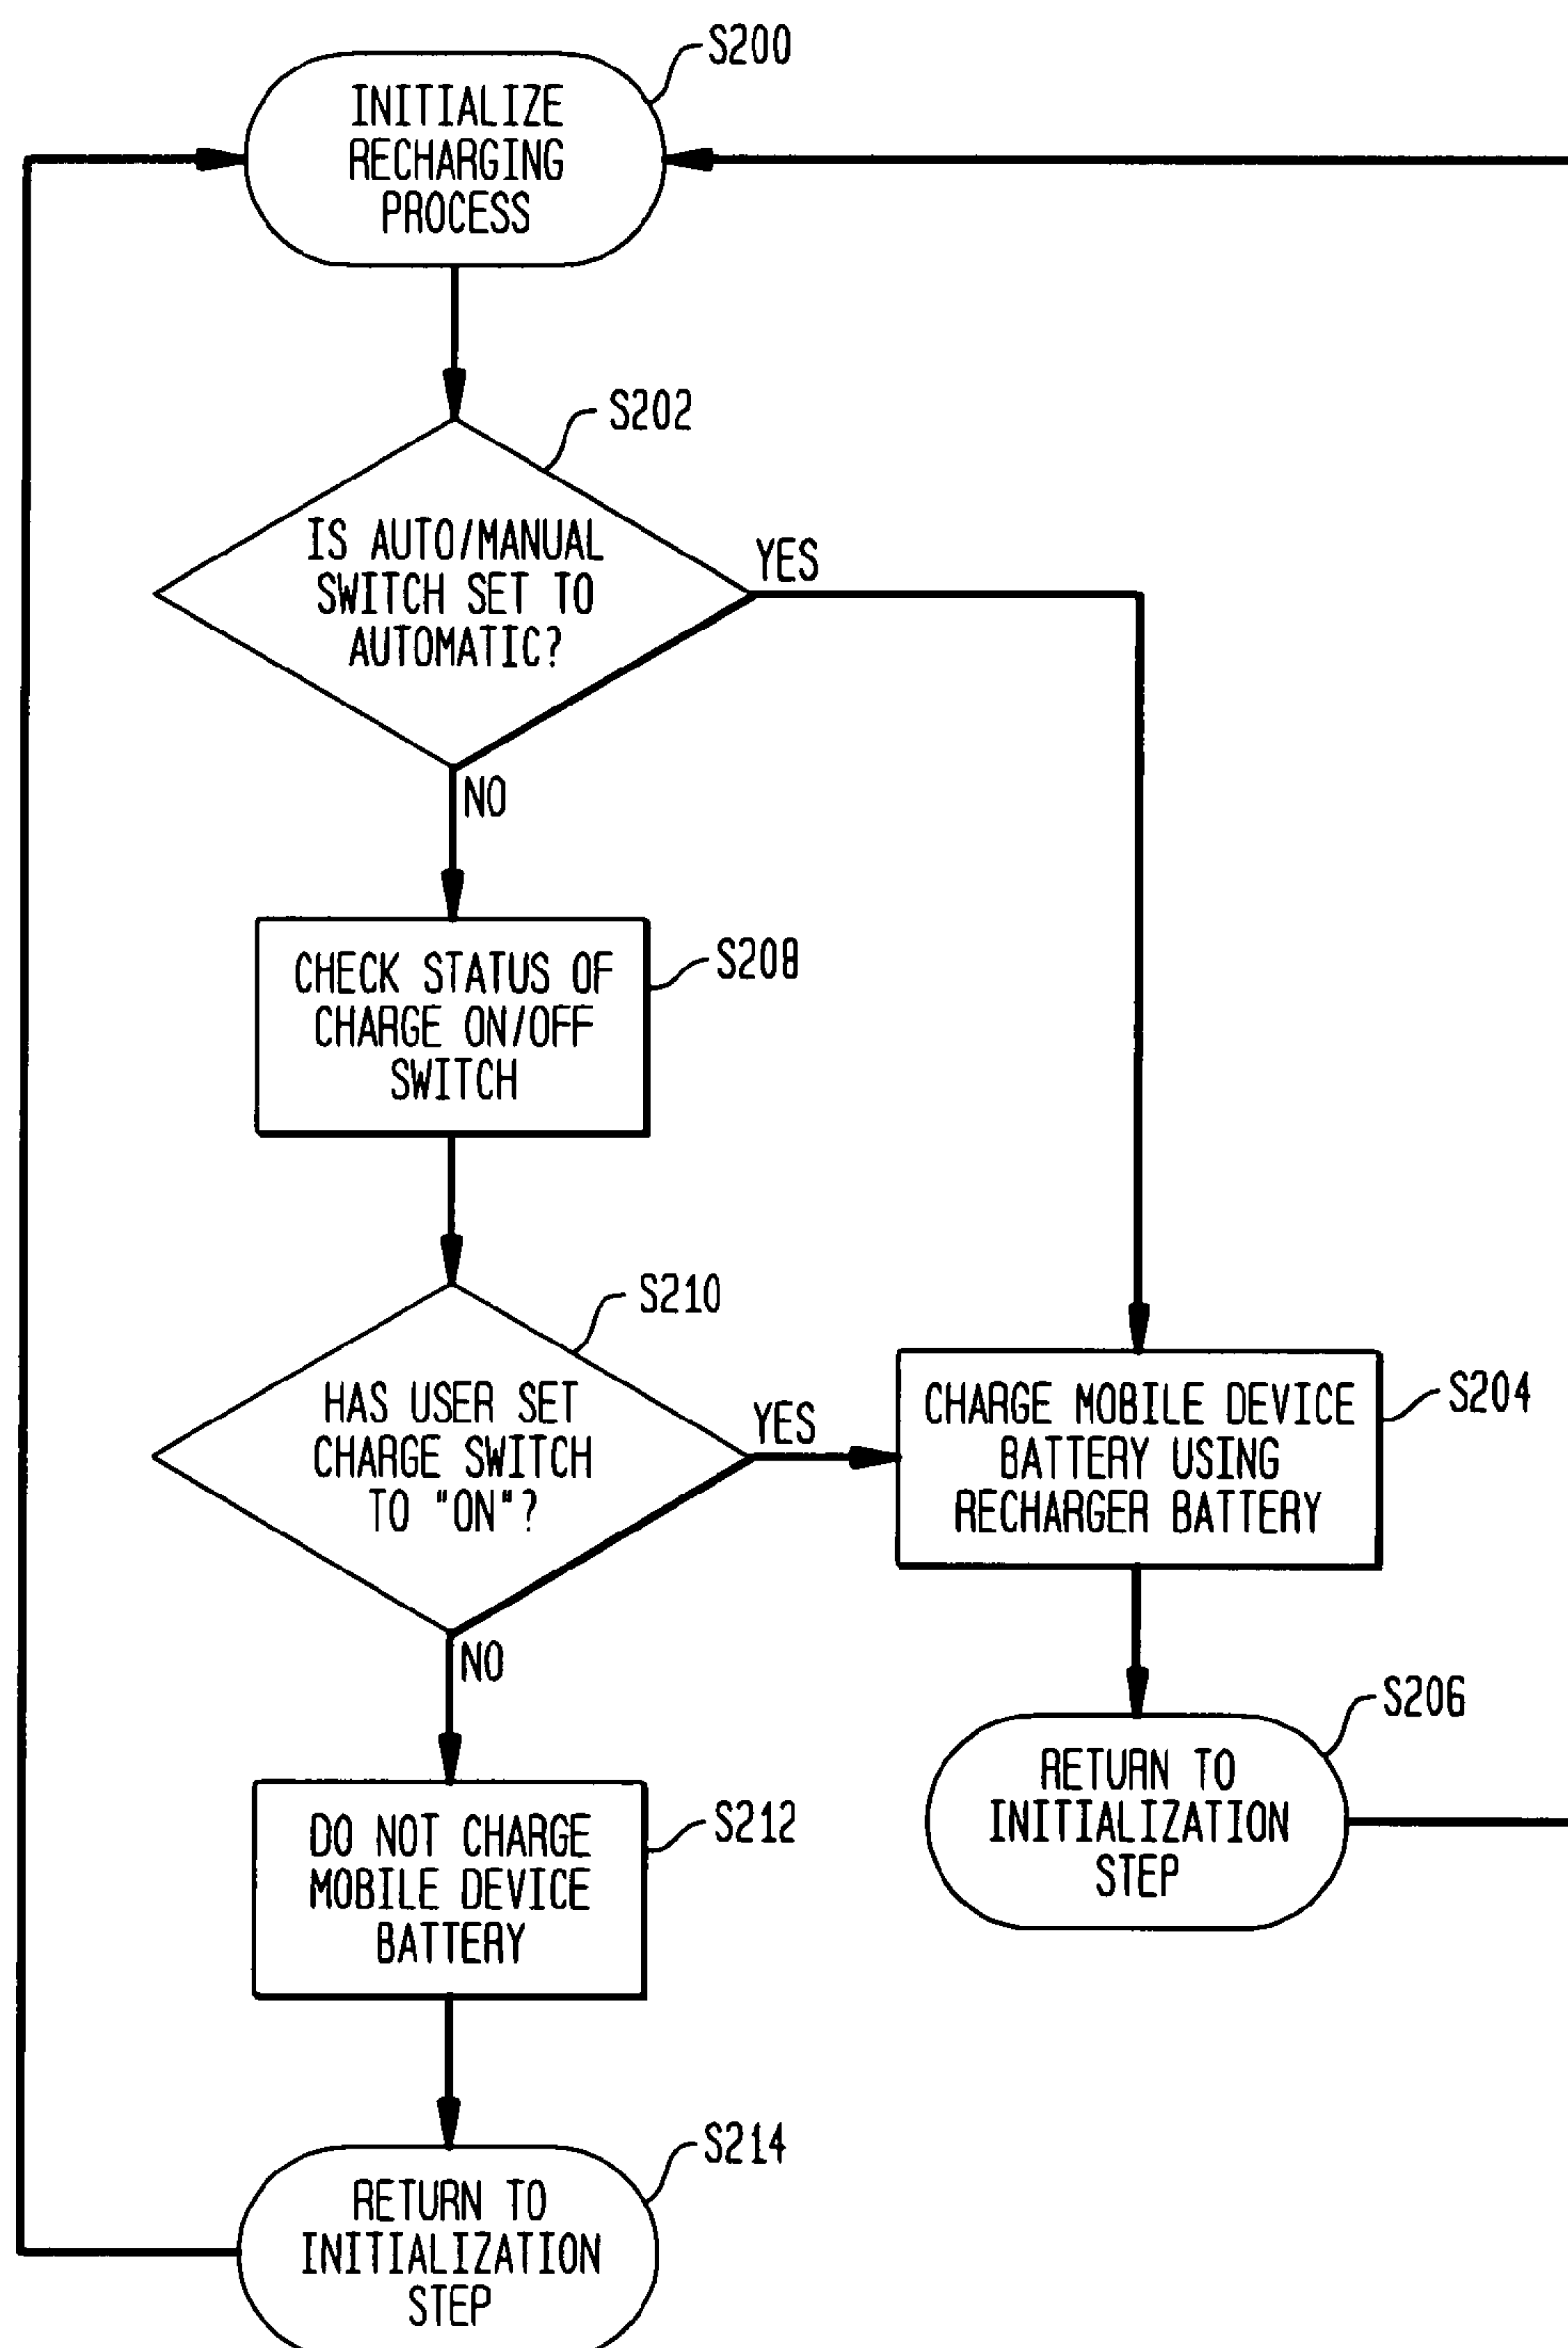 S200
INITIALIZE
RECHARGING
PROCESS
S202
IS AUTO/MANUAL
SWITCH SET TO
AUTOMATIC?
YES
NO
S208
CHECK STATUS OF
CHARGE ON/OFF
SWITCH
S210
HAS USER SET
CHARGE SWITCH
TO "ON"?
YES
S204
CHARGE MOBILE DEVICE
BATTERY USING
RECHARGER BATTERY
NO
S206
RETURN TO
INITIALIZATION
STEP
S212
DO NOT CHARGE
MOBILE DEVICE
BATTERY
S214
RETURN TO
INITIALIZATION
STEP